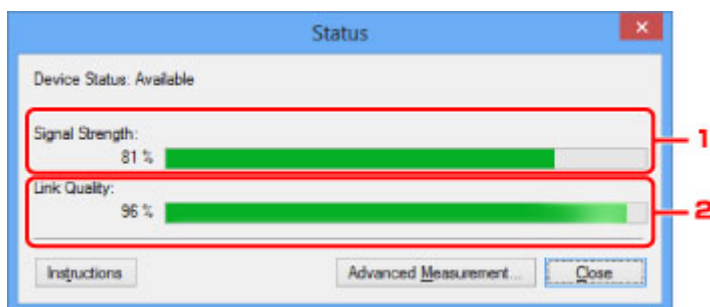 Status
Device Status: Available
Signal Strength:
81 %
1
Link Quality:
96 %
2
Instructions
Advanced Measurement...
Close